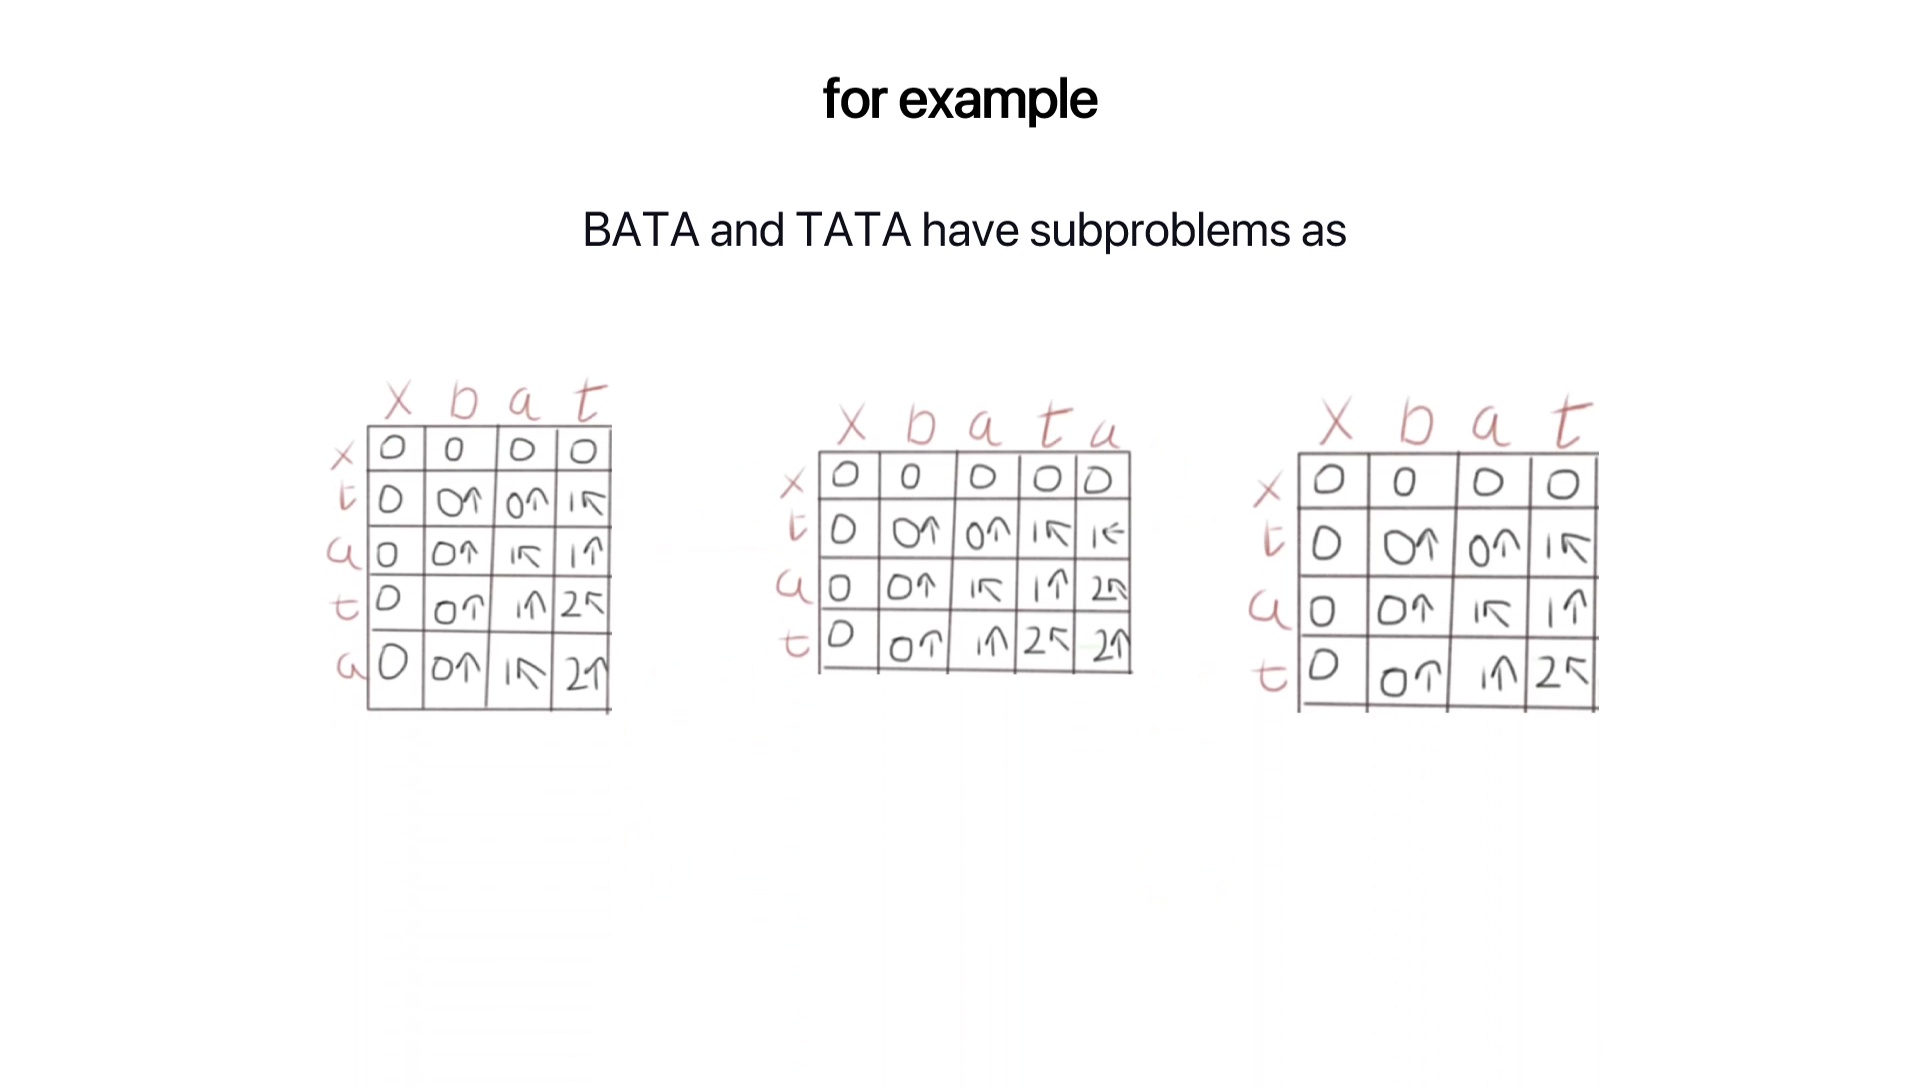 for example
BATA and TATA have subproblems as
x b a t
x 0 0 0 0
t 0 0↑ 0↑ 1↖
a 0 0↑ 1↖ 1↑
t 0 0↑ 1↑ 2↖
a 0 0↑ 1↖ 2↑
x b a t a
x 0 0 0 0 0
t 0 0↑ 0↑ 1↖ 1←
a 0 0↑ 1↖ 1↑ 2↖
t 0 0↑ 1↑ 2↖ 2↑
x b a t
x 0 0 0 0
t 0 0↑ 0↑ 1↖
a 0 0↑ 1↖ 1↑
t 0 0↑ 1↑ 2↖